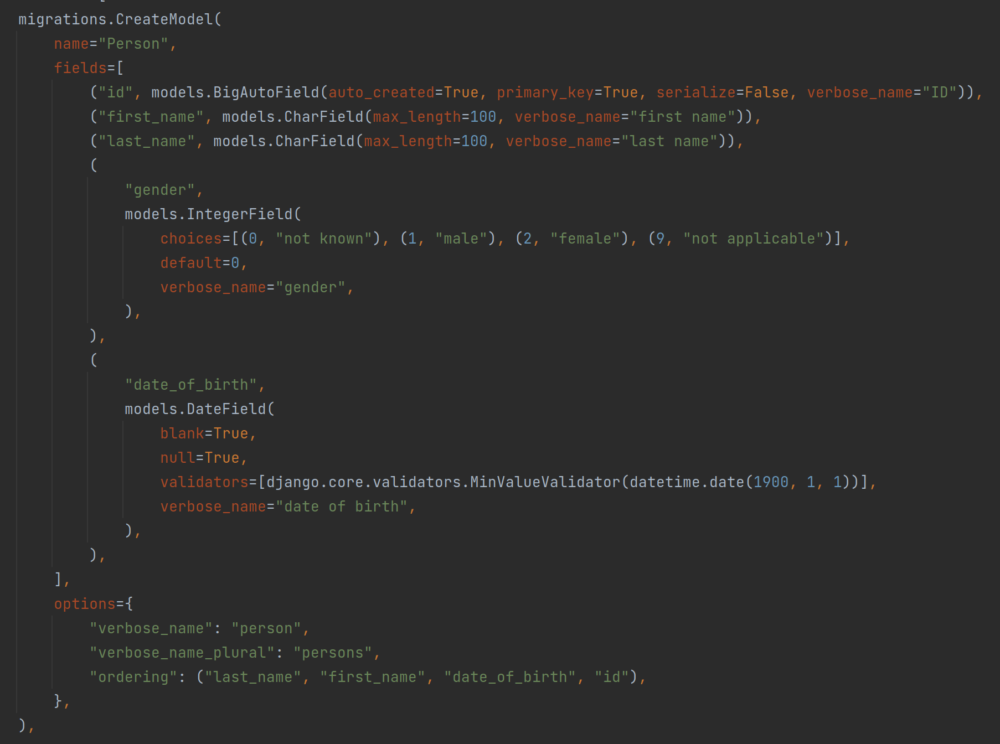 migrations.CreateModel(
    name="Person",
    fields=[
        ("id", models.BigAutoField(auto_created=True, primary_key=True, serialize=False, verbose_name="ID")),
        ("first_name", models.CharField(max_length=100, verbose_name="first name")),
        ("last_name", models.CharField(max_length=100, verbose_name="last name")),
        (
            "gender",
            models.IntegerField(
                choices=[(0, "not known"), (1, "male"), (2, "female"), (9, "not applicable")],
                default=0,
                verbose_name="gender",
            ),
        ),
        (
            "date_of_birth",
            models.DateField(
                blank=True,
                null=True,
                validators=[django.core.validators.MinValueValidator(datetime.date(1900, 1, 1))],
                verbose_name="date of birth",
            ),
        ),
    ],
    options={
        "verbose_name": "person",
        "verbose_name_plural": "persons",
        "ordering": ("last_name", "first_name", "date_of_birth", "id"),
    },
),